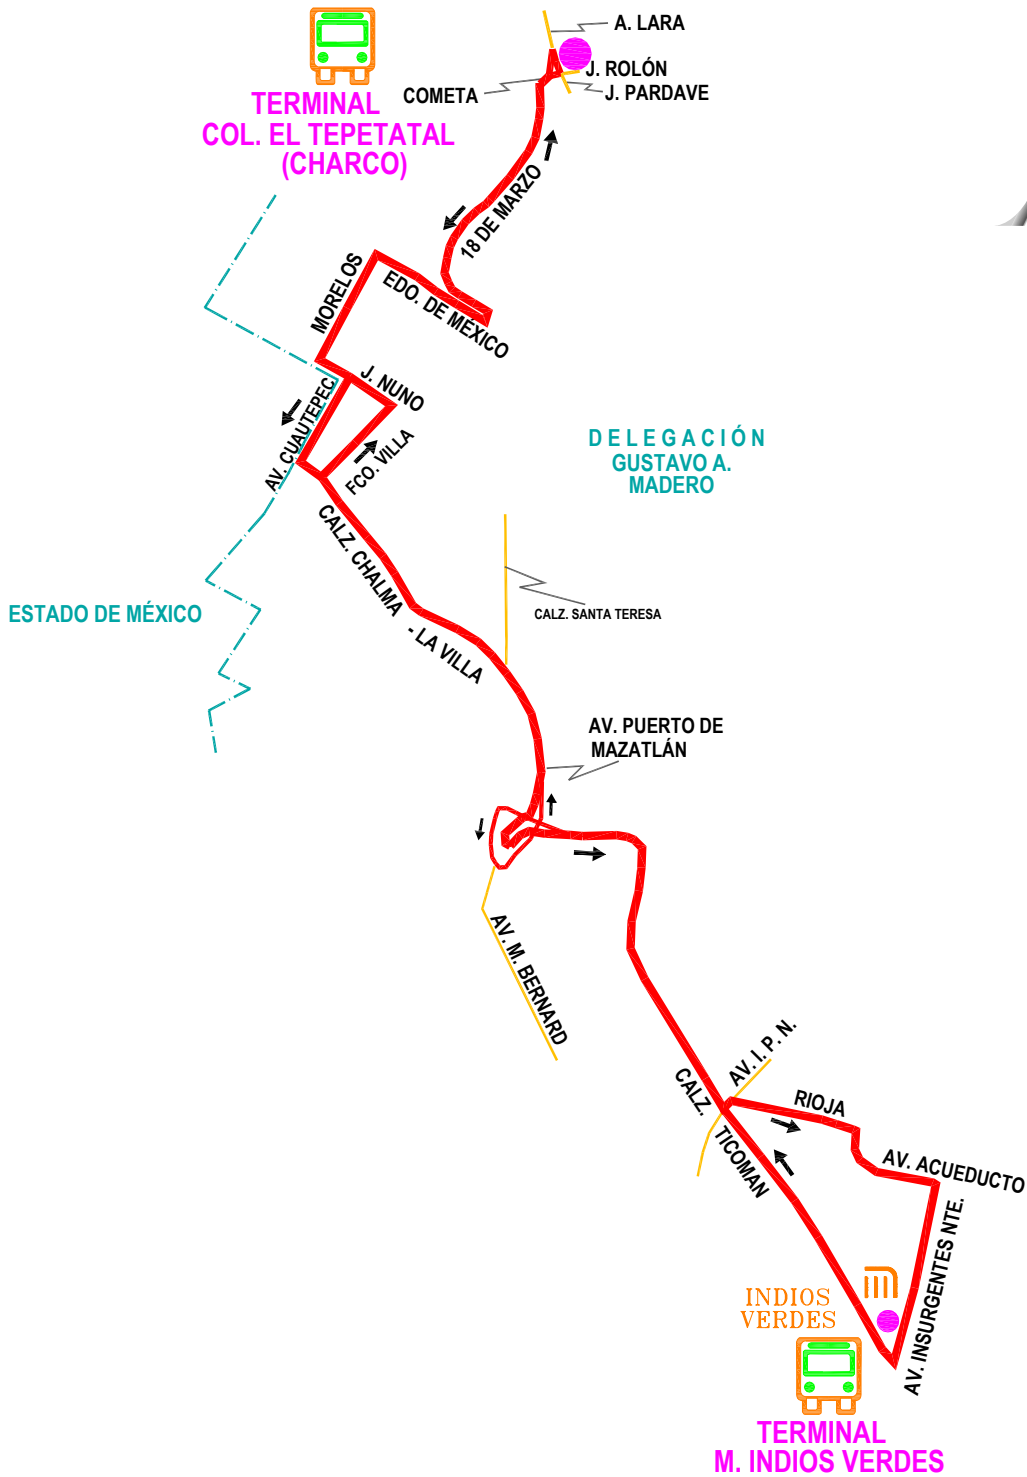 A. LARA
J. ROLÓN
COMETA
J. PARDAVE
TERMINAL
COL. EL TEPETATAL
(CHARCO)
18 DE MARZO
MORELOS
EDO. DE MÉXICO
J. NUNO
AV. CUAUTEPEC
FCO. VILLA
DELEGACIÓN
GUSTAVO A.
MADERO
CALZ. CHALMA
- LA VILLA
ESTADO DE MÉXICO
CALZ. SANTA TERESA
AV. PUERTO DE
MAZATLÁN
AV. M. BERNARD
AV. I. P. N.
CALZ.
TICOMAN
RIOJA
AV. ACUEDUCTO
AV. INSURGENTES NTE.
INDIOS
VERDES
TERMINAL
M. INDIOS VERDES